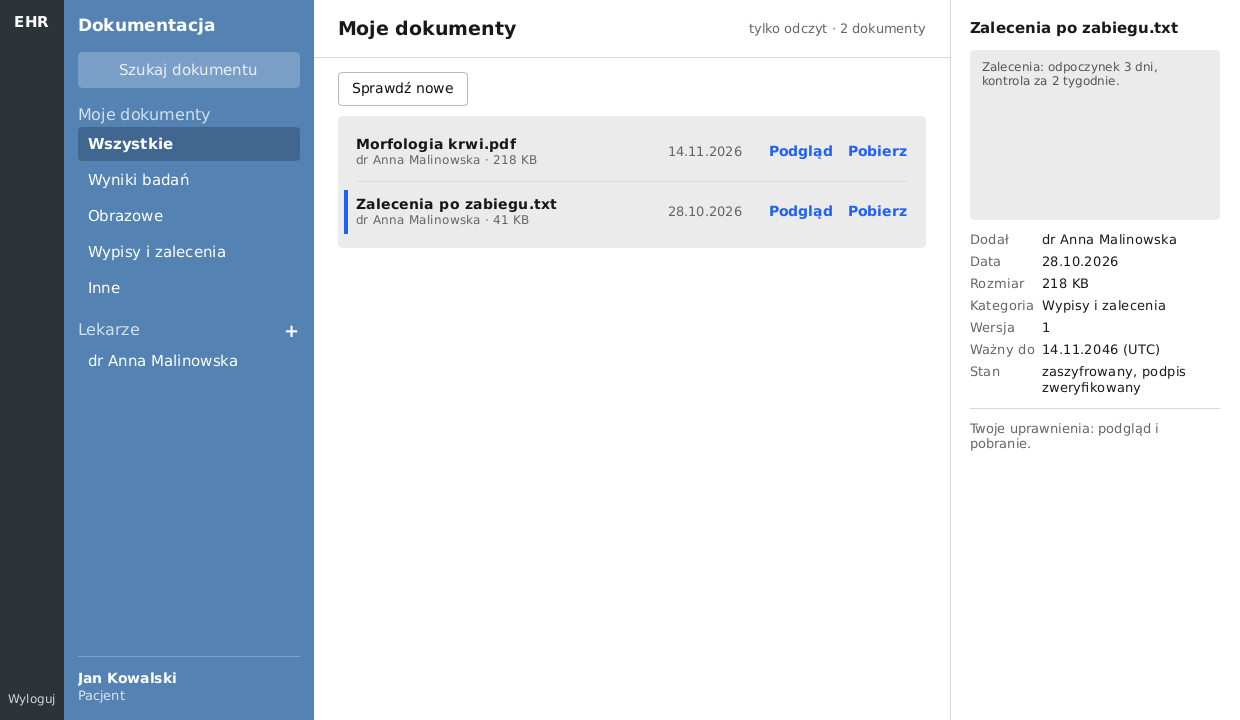 EHR
Wyloguj
Dokumentacja
Szukaj dokumentu
Moje dokumenty
Wszystkie
Wyniki badań
Obrazowe
Wypisy i zalecenia
Inne
Lekarze +
dr Anna Malinowska
Jan Kowalski
Pacjent
Moje dokumenty
tylko odczyt · 2 dokumenty
Sprawdź nowe
Morfologia krwi.pdf
dr Anna Malinowska · 218 KB
14.11.2026 Podgląd Pobierz
Zalecenia po zabiegu.txt
dr Anna Malinowska · 41 KB
28.10.2026 Podgląd Pobierz
Zalecenia po zabiegu.txt
Zalecenia: odpoczynek 3 dni,
kontrola za 2 tygodnie.
Dodał dr Anna Malinowska
Data 28.10.2026
Rozmiar 218 KB
Kategoria Wypisy i zalecenia
Wersja 1
Ważny do 14.11.2046 (UTC)
Stan zaszyfrowany, podpis
zweryfikowany
Twoje uprawnienia: podgląd i
pobranie.